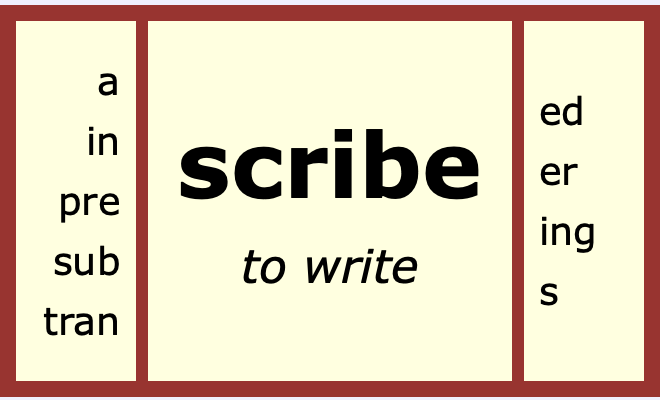 a
in
pre
sub
tran
scribe
to write
ed
er
ing
s